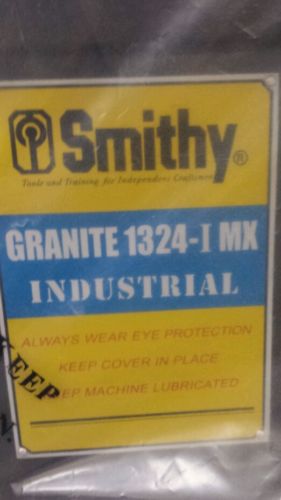 Smithy®
Tools and Training for Independent Craftsmen
GRANITE 1324-I MX
INDUSTRIAL
ALWAYS WEAR EYE PROTECTION
KEEP COVER IN PLACE
EP MACHINE LUBRICATED
KEEP
N.